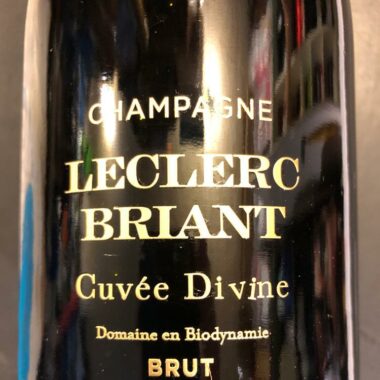 CHAMPAGNE
LECLERC
BRIANT
Cuvée Divine
Domaine en Biodynamie
BRUT